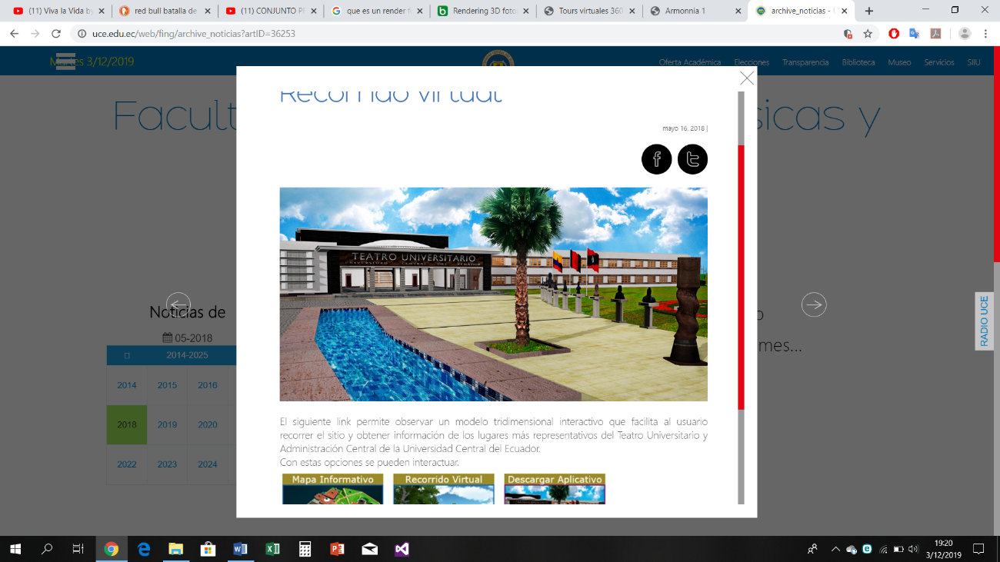 (11) Viva la Vida by
red bull batalla de
(11) CONJUNTO P
que es un render f
Rendering 3D foto
Tours virtuales 360
Armonnia 1
archive_noticias - U
uce.edu.ec/web/fing/archive_noticias?artID=36253
Martes 3/12/2019
Oferta Académica Elecciones Transparencia Biblioteca Museo Servicios SIIU
Facult sicas y
Recorrido Virtual
mayo 16, 2018 |
TEATRO UNIVERSITARIO
UNIVERSIDAD CENTRAL DEL ECUADOR
Noticias de
05-2018
2014-2025
2014 2015 2016
2018 2019 2020
2022 2023 2024
o
mes...
RADIO UCE
El siguiente link permite observar un modelo tridimensional interactivo que facilita al usuario
recorrer el sitio y obtener información de los lugares más representativos del Teatro Universitario y
Administración Central de la Universidad Central del Ecuador.
Con estas opciones se pueden interactuar.
Mapa Informativo Recorrido Virtual Descargar Aplicativo
19:20
3/12/2019